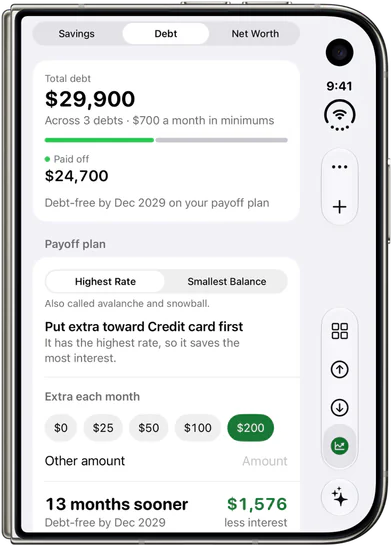 Savings
Debt
Net Worth
9:41
Total debt
$29,900
Across 3 debts · $700 a month in minimums
Paid off
$24,700
Debt-free by Dec 2029 on your payoff plan
Payoff plan
Highest Rate
Smallest Balance
Also called avalanche and snowball.
Put extra toward Credit card first
It has the highest rate, so it saves the
most interest.
Extra each month
$0
$25
$50
$100
$200
Other amount
Amount
13 months sooner
$1,576
Debt-free by Dec 2029
less interest